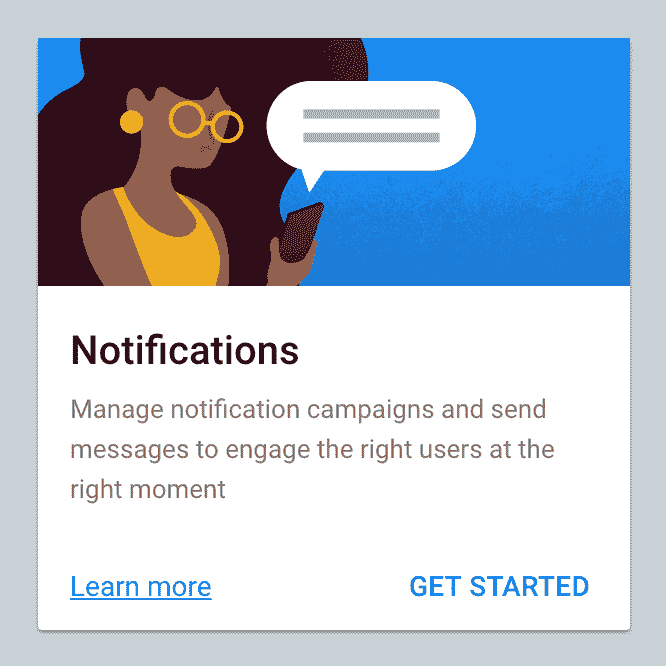 Notifications
Manage notification campaigns and send
messages to engage the right users at the
right moment
Learn more
GET STARTED